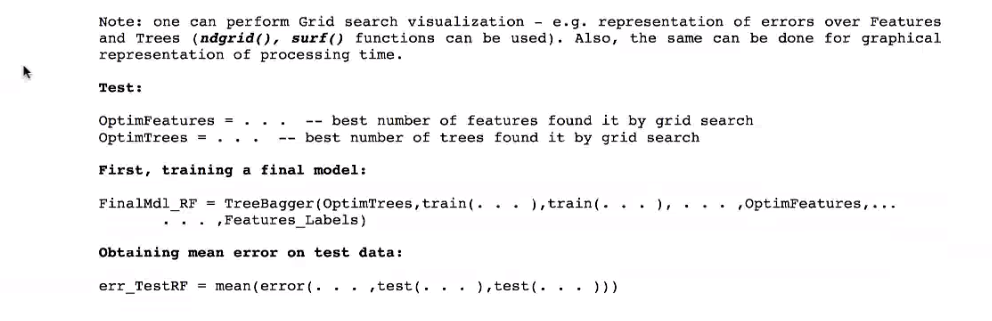 Note: one can perform Grid search visualization - e.g. representation of errors over Features
and Trees (ndgrid(), surf() functions can be used). Also, the same can be done for graphical
representation of processing time.
Test:
OptimFeatures = . . . -- best number of features found it by grid search
OptimTrees = . . . -- best number of trees found it by grid search
First, training a final model:
FinalMdl_RF = TreeBagger(OptimTrees,train(. . . ),train(. . . ), . . . ,OptimFeatures,...
. . . ,Features_Labels)
Obtaining mean error on test data:
err_TestRF = mean(error(. . . ,test(. . . ),test(. . . )))